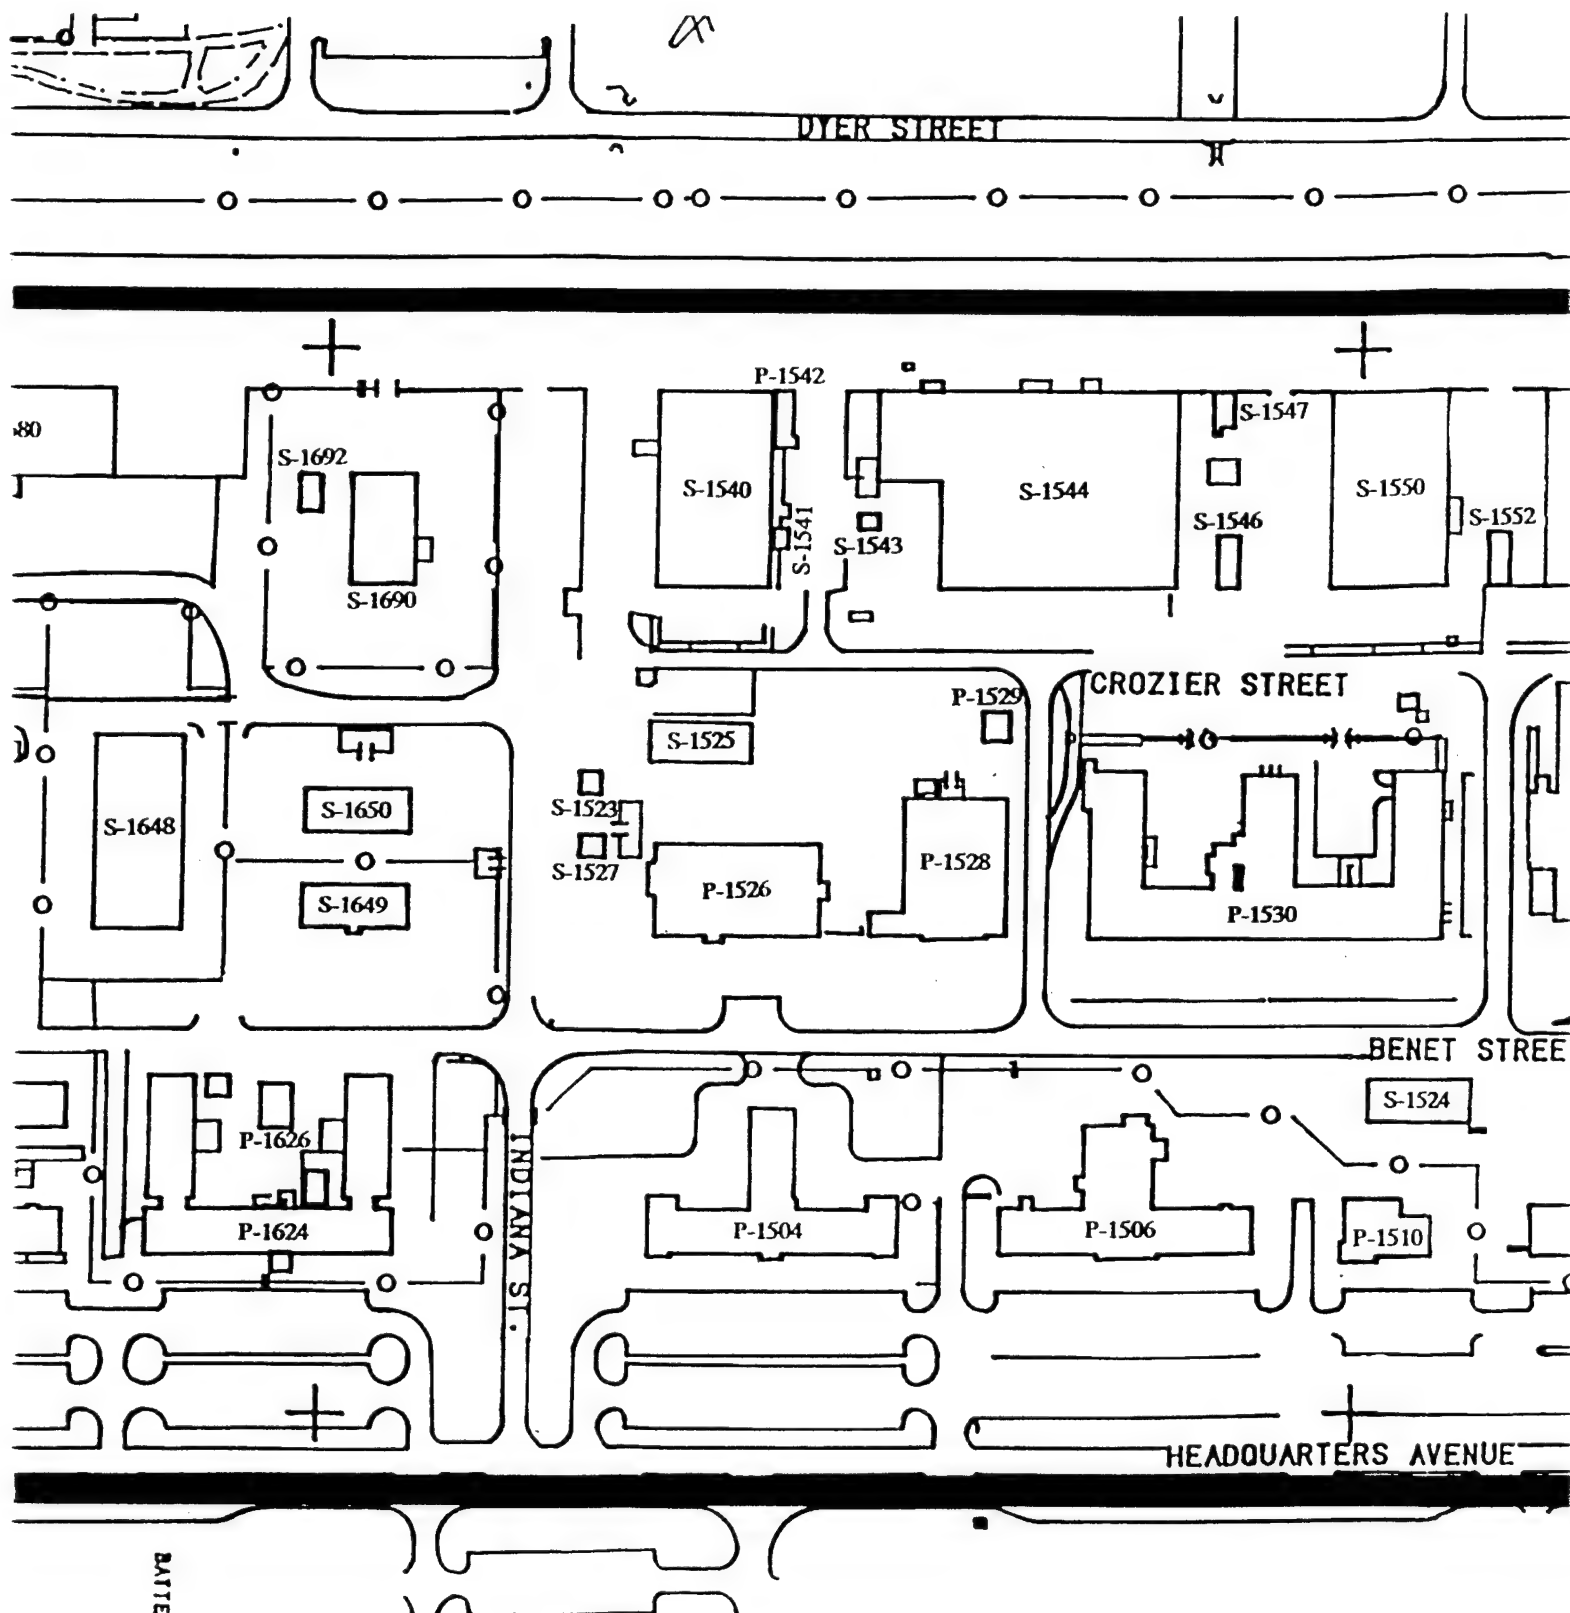 DYER STREET
P-1542
S-1547
80
S-1692
S-1540
S-1544
S-1550
S-1541
S-1543
S-1546
S-1552
S-1690
CROZIER STREET
P-1529
S-1525
S-1523
S-1650
S-1648
P-1528
S-1527
P-1526
S-1649
P-1530
BENET STREE
S-1524
P-1626
INDIANA ST.
P-1624
P-1504
P-1506
P-1510
HEADQUARTERS AVENUE
BATTE